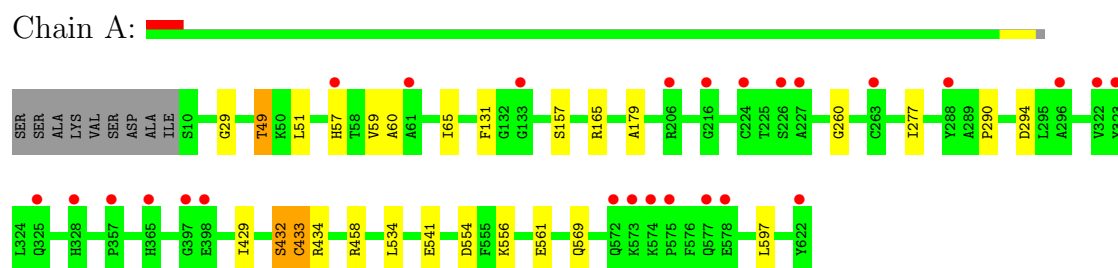 Chain A:
SER SER ALA LYS VAL SER ASP ALA ILE S10 G29 T49 K50 L51 H57 T58 V59 A60 A61 I65 F131 G132 G133 S157 R165 A179 R206 G216 C224 T225 S226 A227 G260 C263 I277 Y288 A289 P290 D294 L295 A296 V322
L324 Q325 H328 P357 H365 G397 E398 I429 S432 C433 R434 R458 L534 E541 D554 F555 K556 E561 Q569 Q572 K573 K574 P575 F576 Q577 E578 L597 Y622